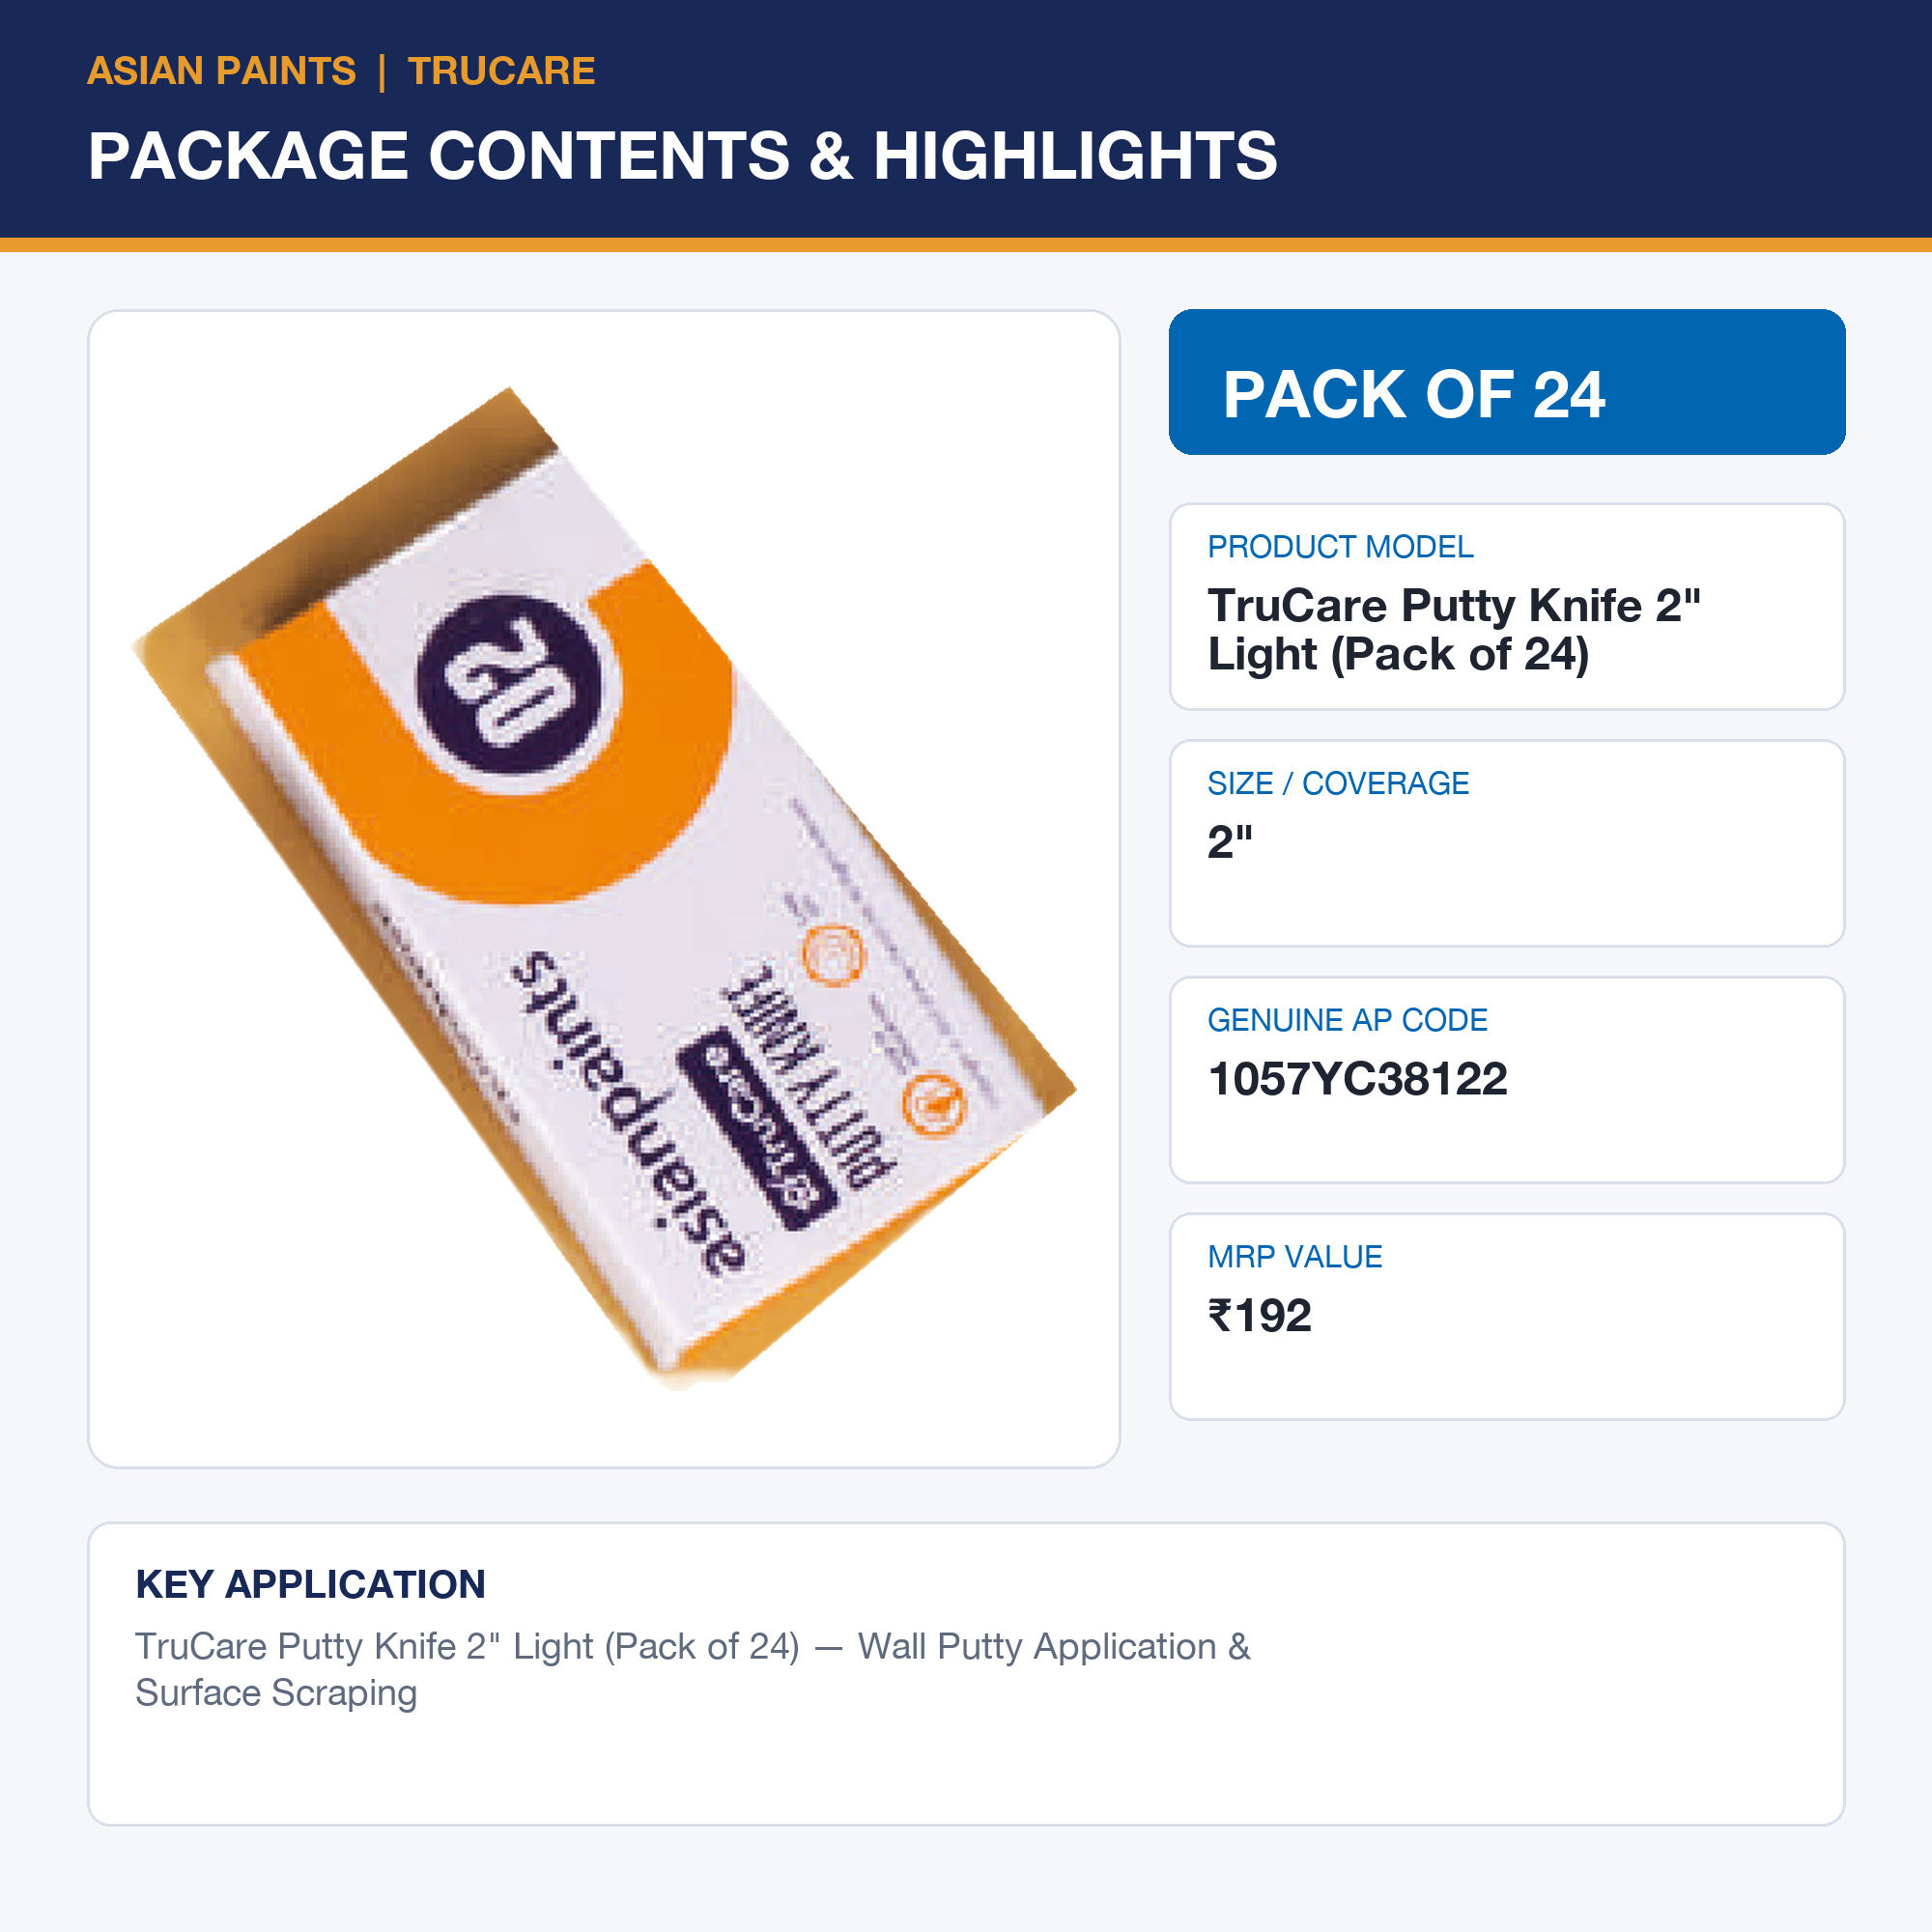 ASIAN PAINTS | TRUCARE
PACKAGE CONTENTS & HIGHLIGHTS
20
asianpaints
trucare
PUTTY KNIFE
PACK OF 24
PRODUCT MODEL
TruCare Putty Knife 2"
Light (Pack of 24)
SIZE / COVERAGE
2"
GENUINE AP CODE
1057YC38122
MRP VALUE
₹192
KEY APPLICATION
TruCare Putty Knife 2" Light (Pack of 24) — Wall Putty Application &
Surface Scraping